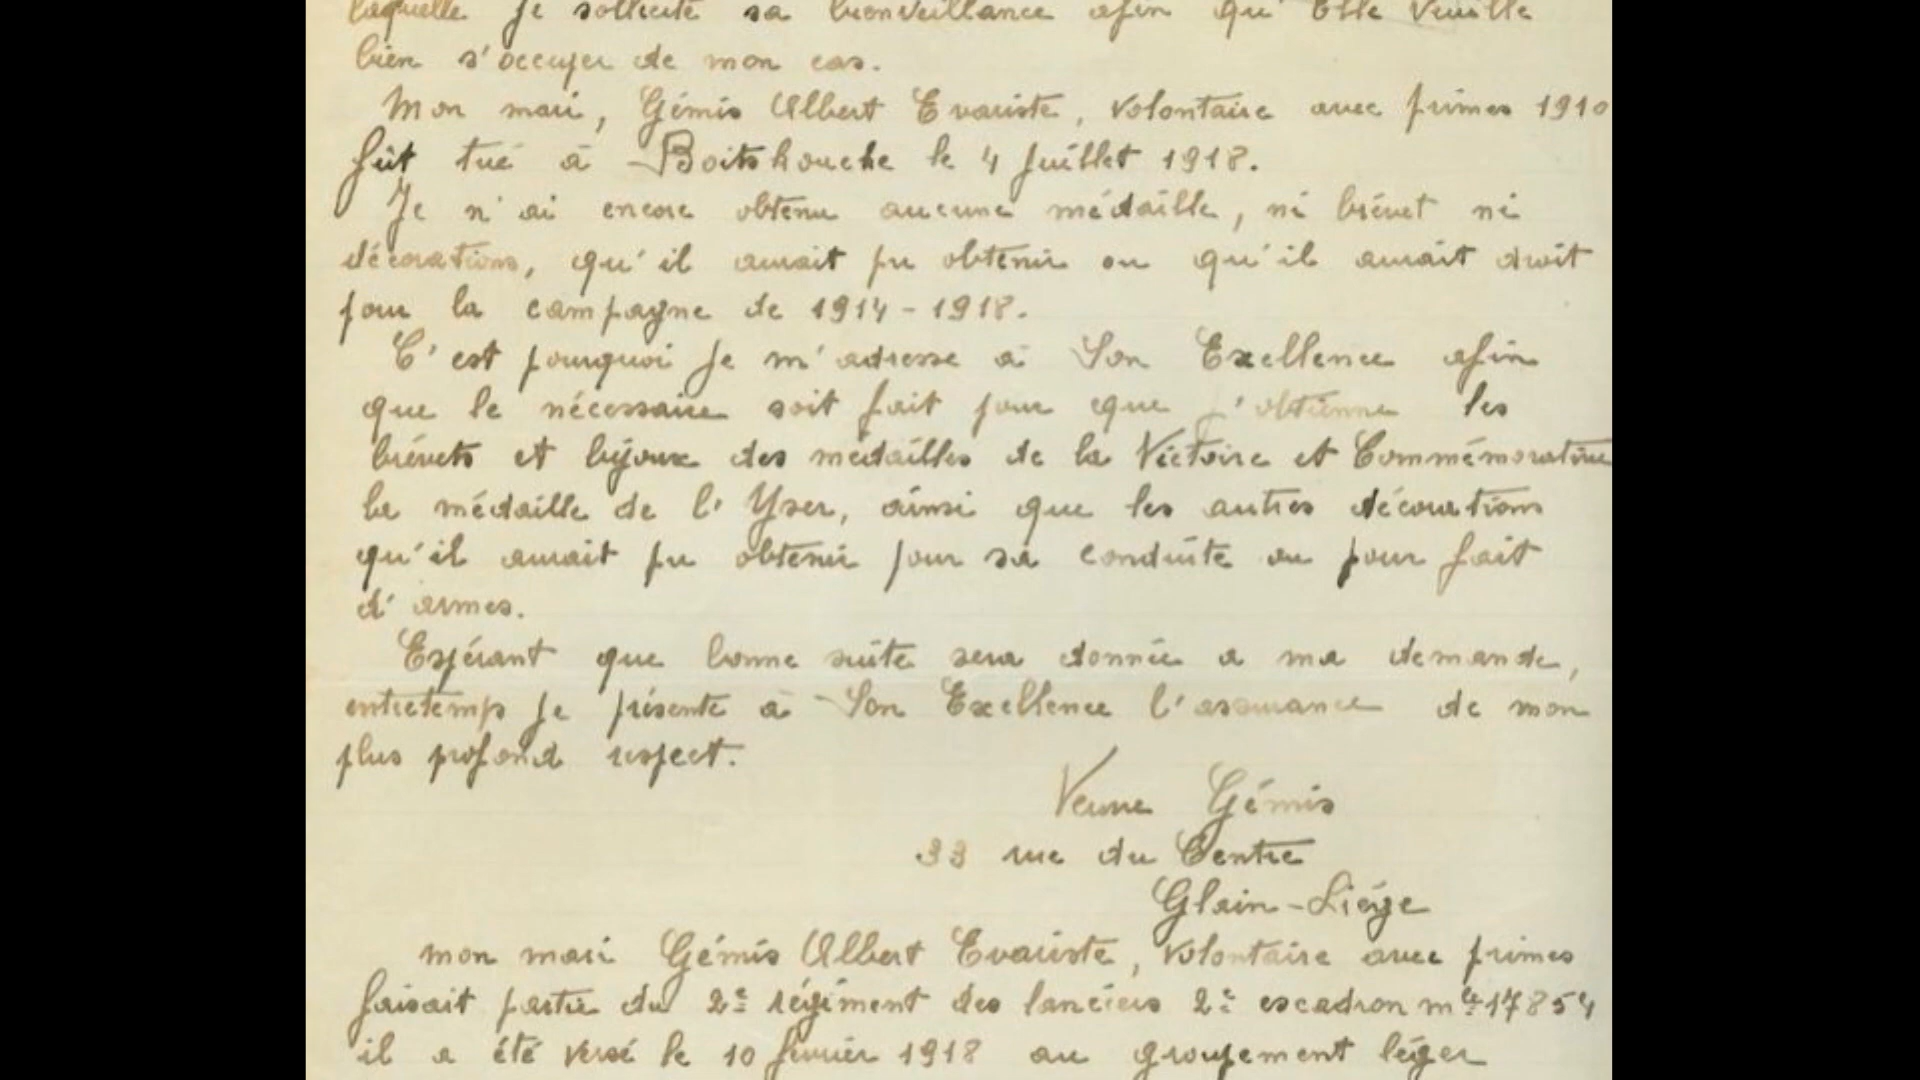 laquelle je sollicite sa bienveillance afin qu'Elle veuille
bien s'occuper de mon cas.
Mon mari, Gémis Albert Evariste, volontaire avec primes 1910
fût tué à Boitshoucke le 4 Juillet 1918.
Je n'ai encore obtenu aucune médaille, ni brévet ni
décorations, qu'il aurait pu obtenir ou qu'il aurait droit
pour la campagne de 1914-1918.
C'est pourquoi je m'adresse à Son Exellence afin
que le nécessaire soit fait pour que j'obtienne les
brévets et bijoux des médailles de la Victoire et Commémorative
la médaille de l'Yser, ainsi que les autres décorations
qu'il aurait pu obtenir pour sa conduite ou pour fait
d'armes.
Espérant que bonne suite sera donnée a ma demande,
entretemps je présente à Son Excellence l'assurance de mon
plus profond respect.
Veuve Gémis
33 rue du Centre
Glain-Liége
mon mari Gémis Albert Evariste, volontaire avec primes
faisait partie du 2e régiment des lanciers 2e escadron mle 17854
il a été versé le 10 février 1918 au groupement léger